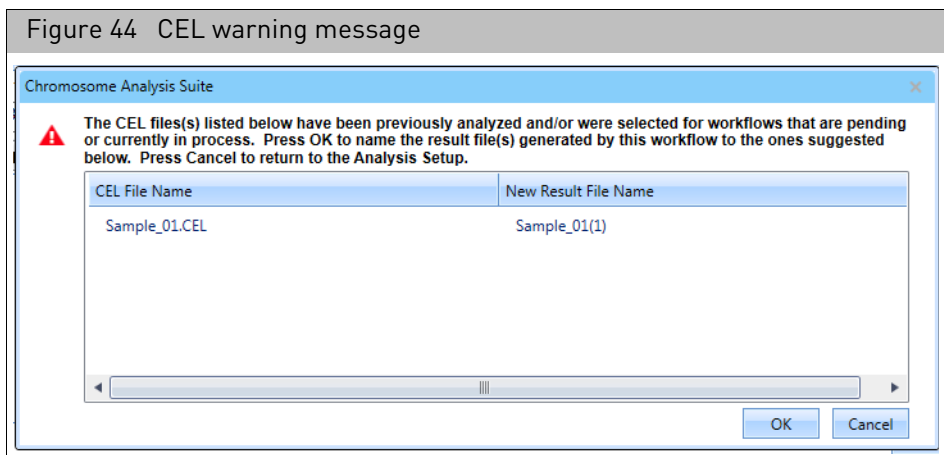 Figure 44 CEL warning message
Chromosome Analysis Suite
The CEL files(s) listed below have been previously analyzed and/or were selected for workflows that are pending
or currently in process. Press OK to name the result file(s) generated by this workflow to the ones suggested
below. Press Cancel to return to the Analysis Setup.
CEL File Name New Result File Name
Sample_01.CEL Sample_01(1)
OK Cancel